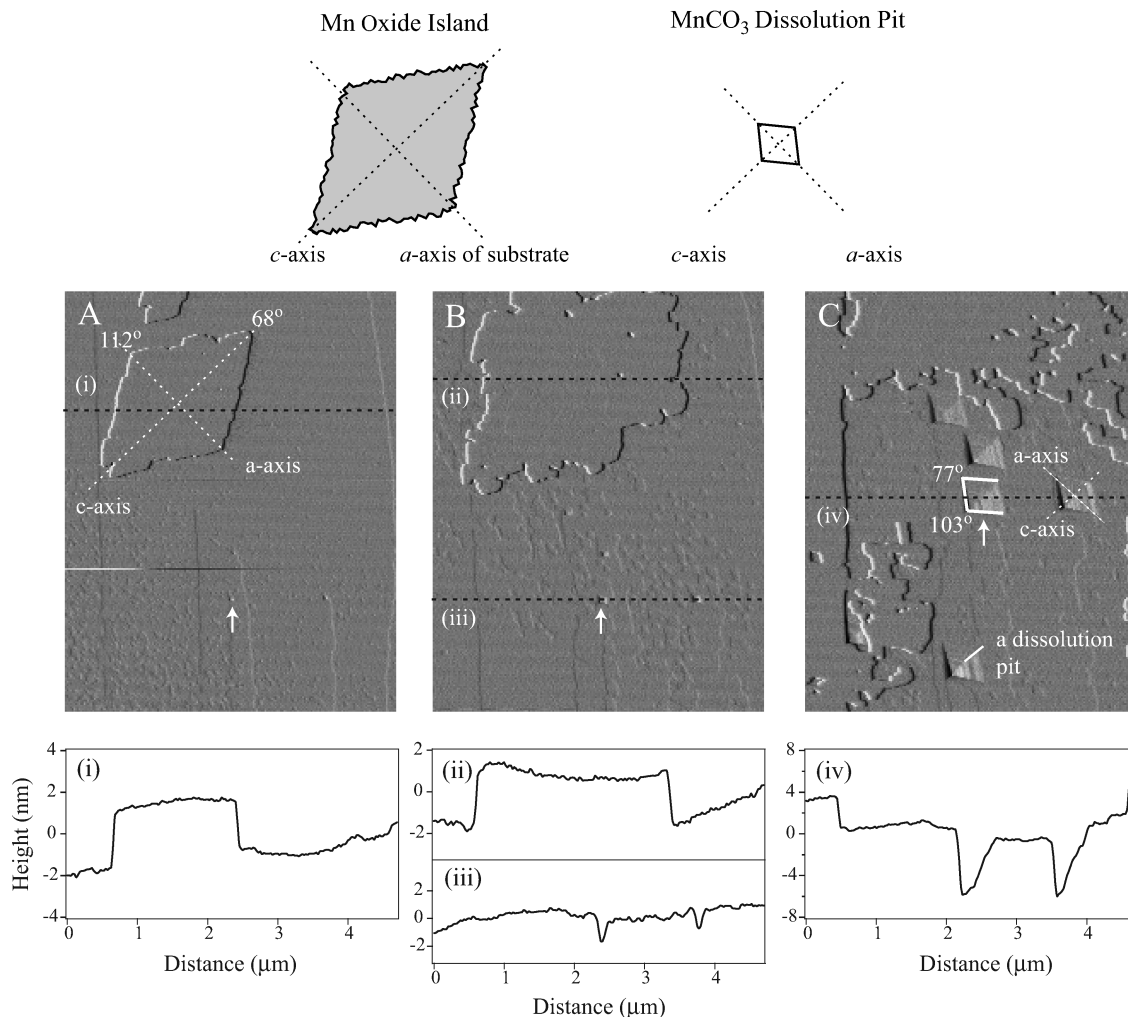 Mn Oxide Island
MnCO3 Dissolution Pit
c-axis
a-axis of substrate
c-axis
a-axis
A
68°
112°
(i)
a-axis
c-axis
B
(ii)
(iii)
C
a-axis
77°
(iv)
103°
c-axis
a dissolution
pit
Height (nm)
4
2
0
-2
-4
(i)
0
1
2
3
4
Distance (μm)
2
0
-2
(ii)
2
0
-2
(iii)
0
1
2
3
4
Distance (μm)
8
4
0
-4
-8
(iv)
0
1
2
3
4
Distance (μm)